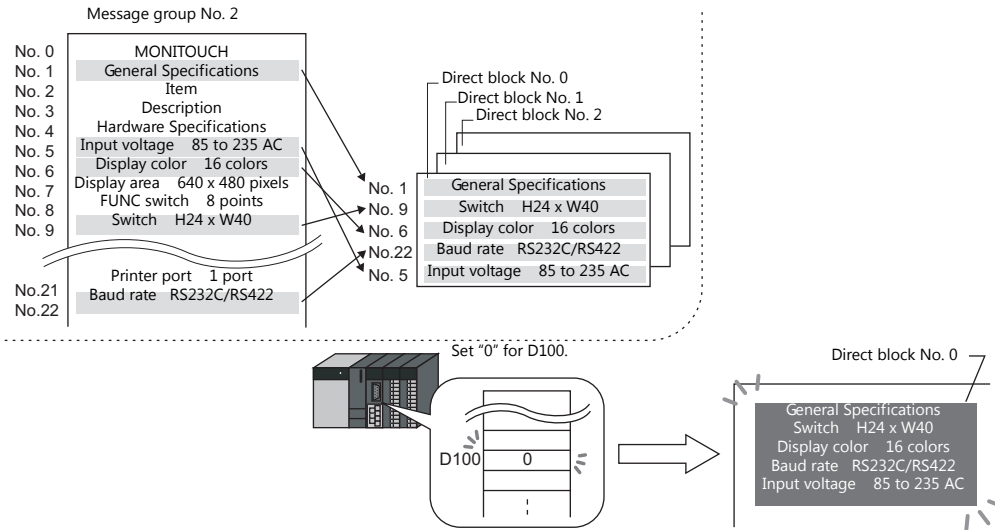 Message group No. 2
No. 0 MONITOUCH
No. 1 General Specifications
No. 2 Item
No. 3 Description
No. 4 Hardware Specifications
No. 5 Input voltage 85 to 235 AC
No. 6 Display color 16 colors
No. 7 Display area 640 x 480 pixels
No. 8 FUNC switch 8 points
No. 9 Switch H24 x W40
No.21 Printer port 1 port
No.22 Baud rate RS232C/RS422
Direct block No. 0
Direct block No. 1
Direct block No. 2
No. 1 General Specifications
No. 9 Switch H24 x W40
No. 6 Display color 16 colors
No.22 Baud rate RS232C/RS422
No. 5 Input voltage 85 to 235 AC
Set “0” for D100.
D100 0
Direct block No. 0
General Specifications
Switch H24 x W40
Display color 16 colors
Baud rate RS232C/RS422
Input voltage 85 to 235 AC